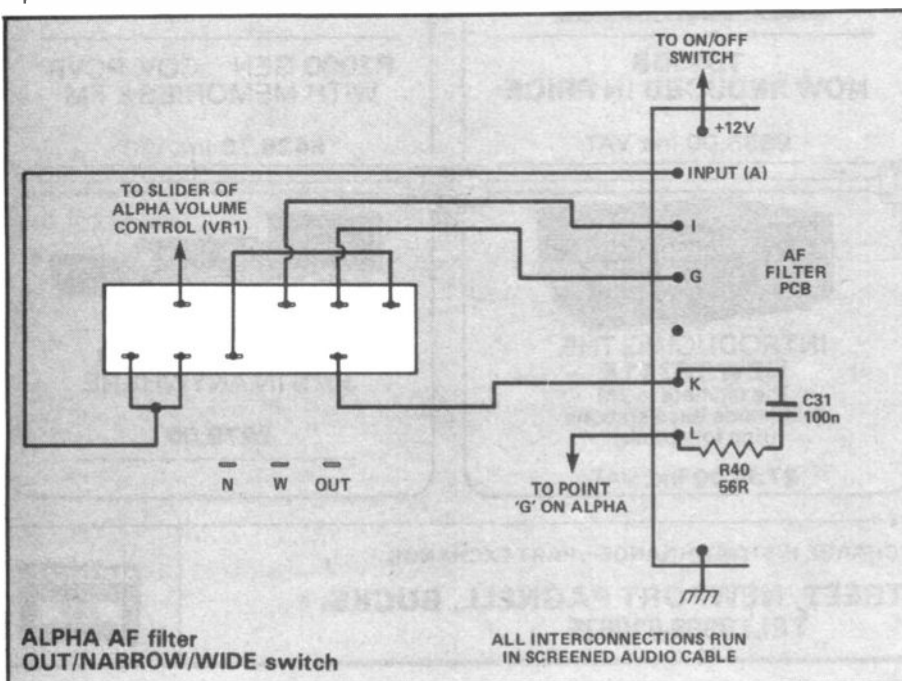 TO ON/OFF
SWITCH
+12V
INPUT (A)
TO SLIDER OF
ALPHA VOLUME
CONTROL (VR1)
I
G
AF
FILTER
PCB
K
C31
100n
L
R40
56R
TO POINT
'G' ON ALPHA
N W OUT
ALPHA AF filter
OUT/NARROW/WIDE switch
ALL INTERCONNECTIONS RUN
IN SCREENED AUDIO CABLE